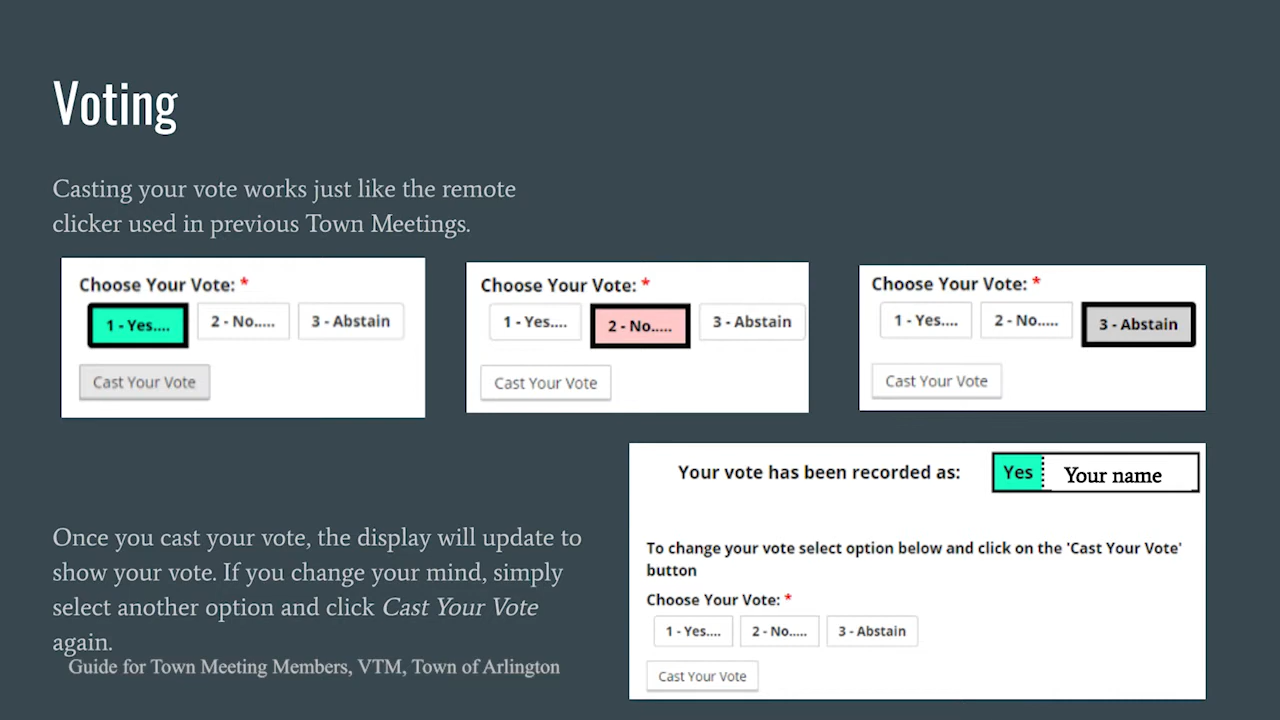 Voting
Casting your vote works just like the remote
clicker used in previous Town Meetings.
Choose Your Vote: *
1 - Yes....
2 - No.....
3 - Abstain
Cast Your Vote
Choose Your Vote: *
1 - Yes....
2 - No.....
3 - Abstain
Cast Your Vote
Choose Your Vote: *
1 - Yes....
2 - No.....
3 - Abstain
Cast Your Vote
Once you cast your vote, the display will update to
show your vote. If you change your mind, simply
select another option and click Cast Your Vote
again.
Guide for Town Meeting Members, VTM, Town of Arlington
Your vote has been recorded as:
Yes
Your name
To change your vote select option below and click on the 'Cast Your Vote'
button
Choose Your Vote: *
1 - Yes....
2 - No.....
3 - Abstain
Cast Your Vote